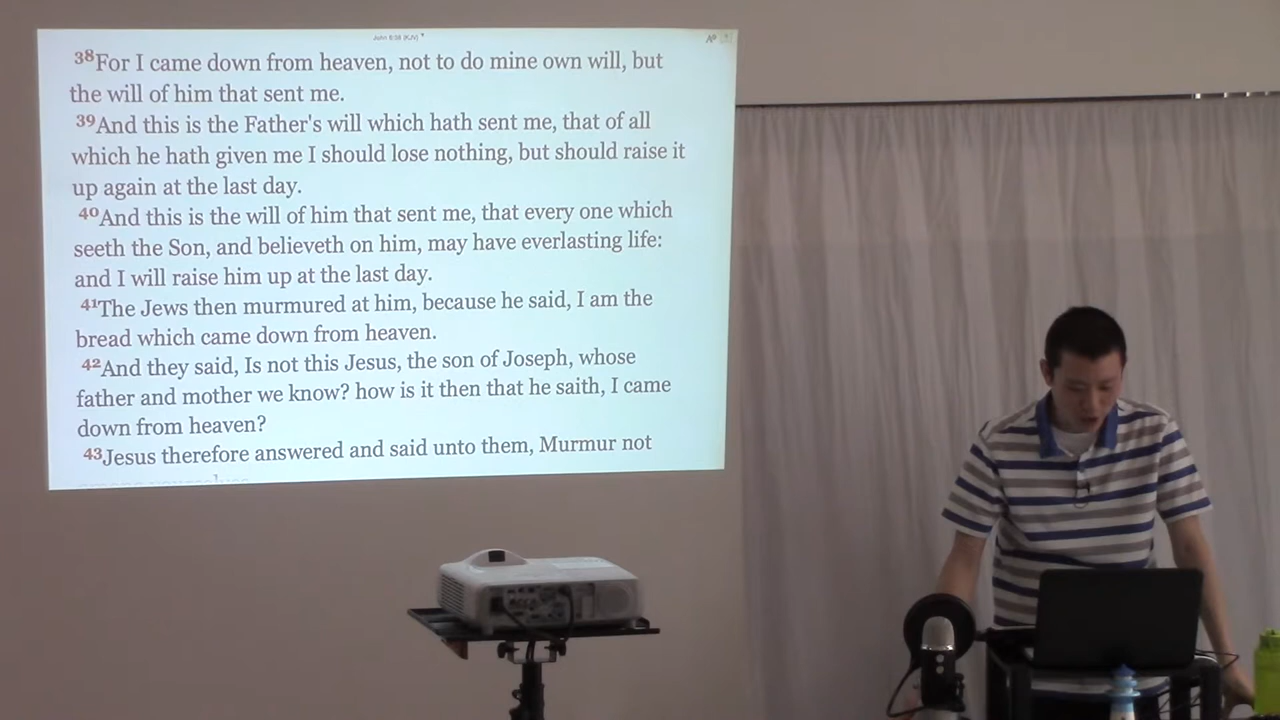 John 6:38 (KJV)
38For I came down from heaven, not to do mine own will, but
the will of him that sent me.
39And this is the Father's will which hath sent me, that of all
which he hath given me I should lose nothing, but should raise it
up again at the last day.
40And this is the will of him that sent me, that every one which
seeth the Son, and believeth on him, may have everlasting life:
and I will raise him up at the last day.
41The Jews then murmured at him, because he said, I am the
bread which came down from heaven.
42And they said, Is not this Jesus, the son of Joseph, whose
father and mother we know? how is it then that he saith, I came
down from heaven?
43Jesus therefore answered and said unto them, Murmur not